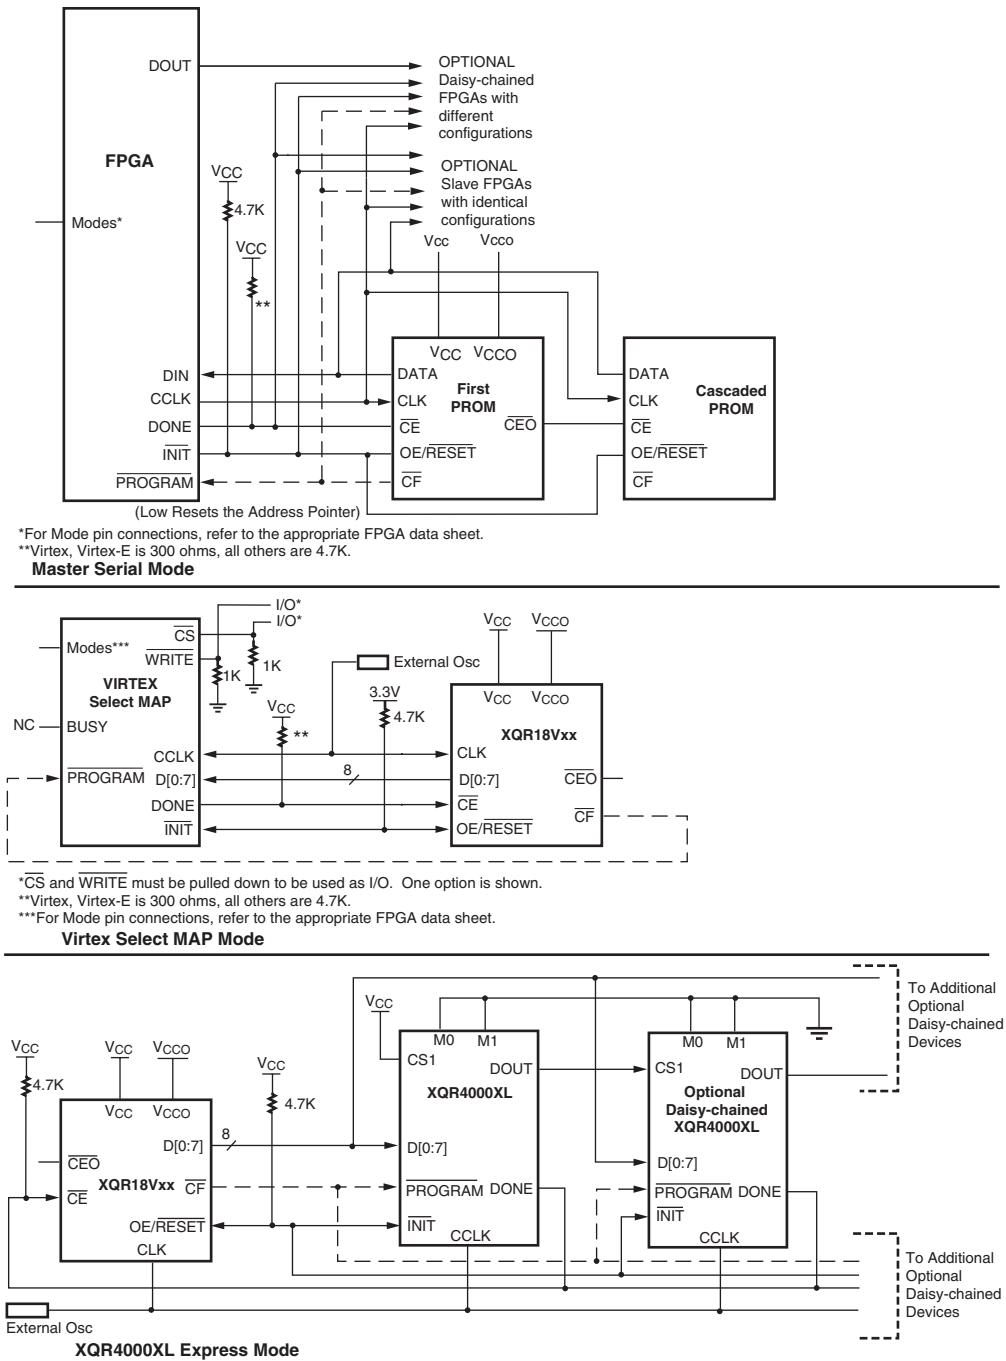 DOUT
OPTIONAL
Daisy-chained
FPGAs with
different
configurations
FPGA
OPTIONAL
Slave FPGAs
with identical
configurations
VCC
4.7K
Modes*
VCC
**
Vcc
Vcco
VCC VCCO
DIN
DATA
First
PROM
DATA
Cascaded
PROM
CCLK
CLK
CLK
DONE
CE
CEO
CE
INIT
OE/RESET
OE/RESET
PROGRAM
CF
CF
(Low Resets the Address Pointer)
*For Mode pin connections, refer to the appropriate FPGA data sheet.
**Virtex, Virtex-E is 300 ohms, all others are 4.7K.
Master Serial Mode
I/O*
I/O*
CS
Modes***
WRITE
1K
1K
VIRTEX
Select MAP
External Osc
VCC
VCCO
3.3V
4.7K
VCC
**
VCC VCCO
NC
BUSY
XQR18Vxx
CCLK
CLK
PROGRAM
D[0:7]
8
D[0:7]
CEO
DONE
CE
CF
INIT
OE/RESET
*CS and WRITE must be pulled down to be used as I/O. One option is shown.
**Virtex, Virtex-E is 300 ohms, all others are 4.7K.
***For Mode pin connections, refer to the appropriate FPGA data sheet.
Virtex Select MAP Mode
To Additional
Optional
Daisy-chained
Devices
VCC
M0 M1
M0 M1
VCC
VCC
VCCO
VCC
CS1
DOUT
CS1
DOUT
4.7K
4.7K
XQR4000XL
Optional
Daisy-chained
XQR4000XL
VCC
VCCO
D[0:7]
8
D[0:7]
D[0:7]
CEO
XQR18Vxx
CF
CE
PROGRAM DONE
PROGRAM DONE
OE/RESET
INIT
INIT
CLK
CCLK
CCLK
To Additional
Optional
Daisy-chained
Devices
External Osc
XQR4000XL Express Mode